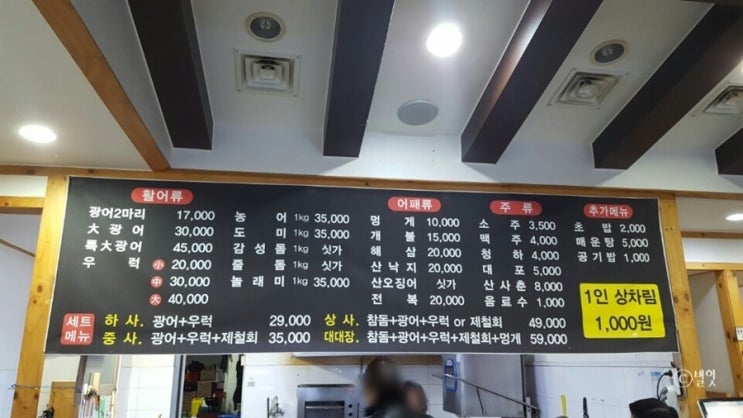 활어류
광어2마리 17,000
大광어 30,000
특大광어 45,000
우럭 小 20,000
中 30,000
大 40,000
농어 1kg 35,000
도미 1kg 35,000
감성돔 1kg 싯가
줄돔 1kg 싯가
놀래미 1kg 35,000
어패류
멍게 10,000
개불 15,000
해삼 20,000
산낙지 20,000
산오징어 싯가
전복 20,000
주류
소주 3,500
맥주 4,000
청하 4,000
대포 5,000
산사춘 8,000
음료수 1,000
추가메뉴
초밥 2,000
매운탕 5,000
공기밥 1,000
1인 상차림
1,000원
세트
메뉴
하사. 광어+우럭 29,000
중사. 광어+우럭+제철회 35,000
상사. 참돔+광어+우럭 or 제철회 49,000
대대장. 참돔+광어+우럭+제철회+멍게 59,000
별잇